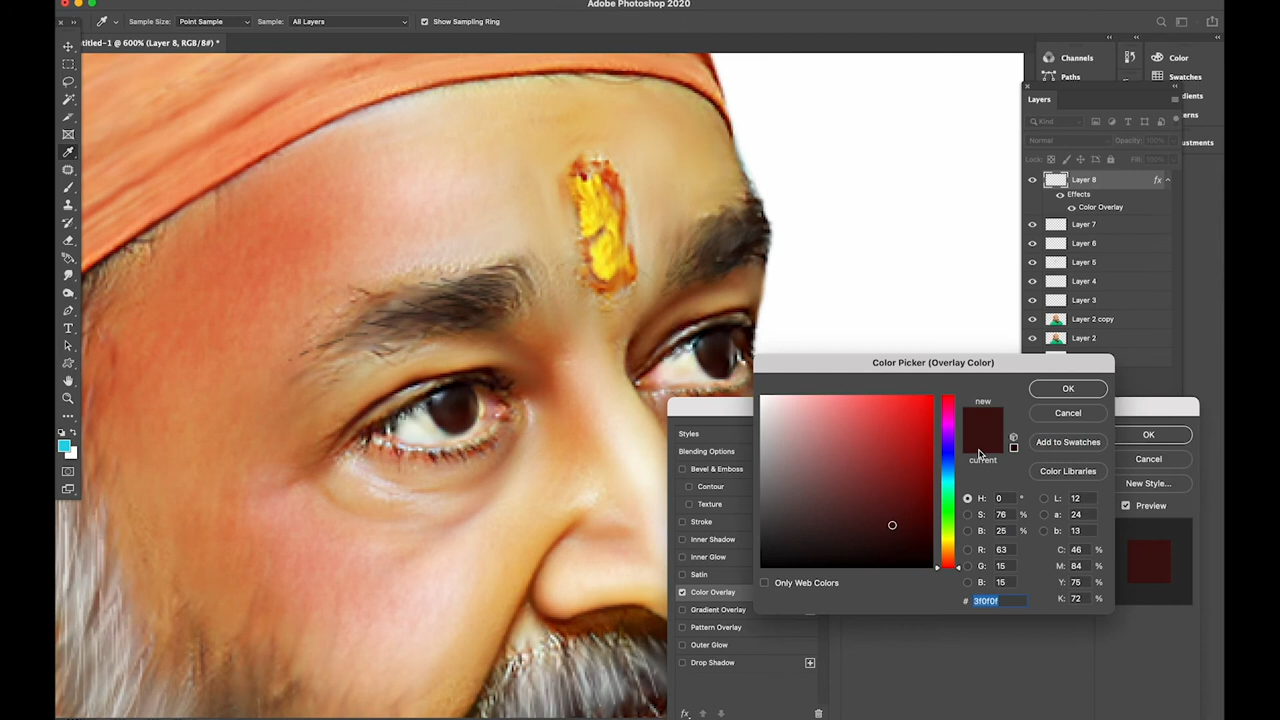 Adobe Photoshop 2020
Sample Size: Point Sample Sample: All Layers Show Sampling Ring
titled-1 @ 600% (Layer 8, RGB/8#) *
Channels
Paths
Color
Swatches
Layers
Kind
Normal Opacity: 100%
Lock: Fill: 100%
Layer 8 fx
Effects
Color Overlay
Layer 7
Layer 6
Layer 5
Layer 4
Layer 3
Layer 2 copy
Layer 2
Color Picker (Overlay Color)
new
current
OK
Cancel
Add to Swatches
Color Libraries
H: 0 °
S: 76 %
B: 25 %
R: 63
G: 15
B: 15
# 3f0f0f
L: 12
a: 24
b: 13
C: 46 %
M: 84 %
Y: 75 %
K: 72 %
Only Web Colors
Styles
Blending Options
Bevel & Emboss
Contour
Texture
Stroke
Inner Shadow
Inner Glow
Satin
Color Overlay
Gradient Overlay
Pattern Overlay
Outer Glow
Drop Shadow
fx
OK
Cancel
New Style...
Preview